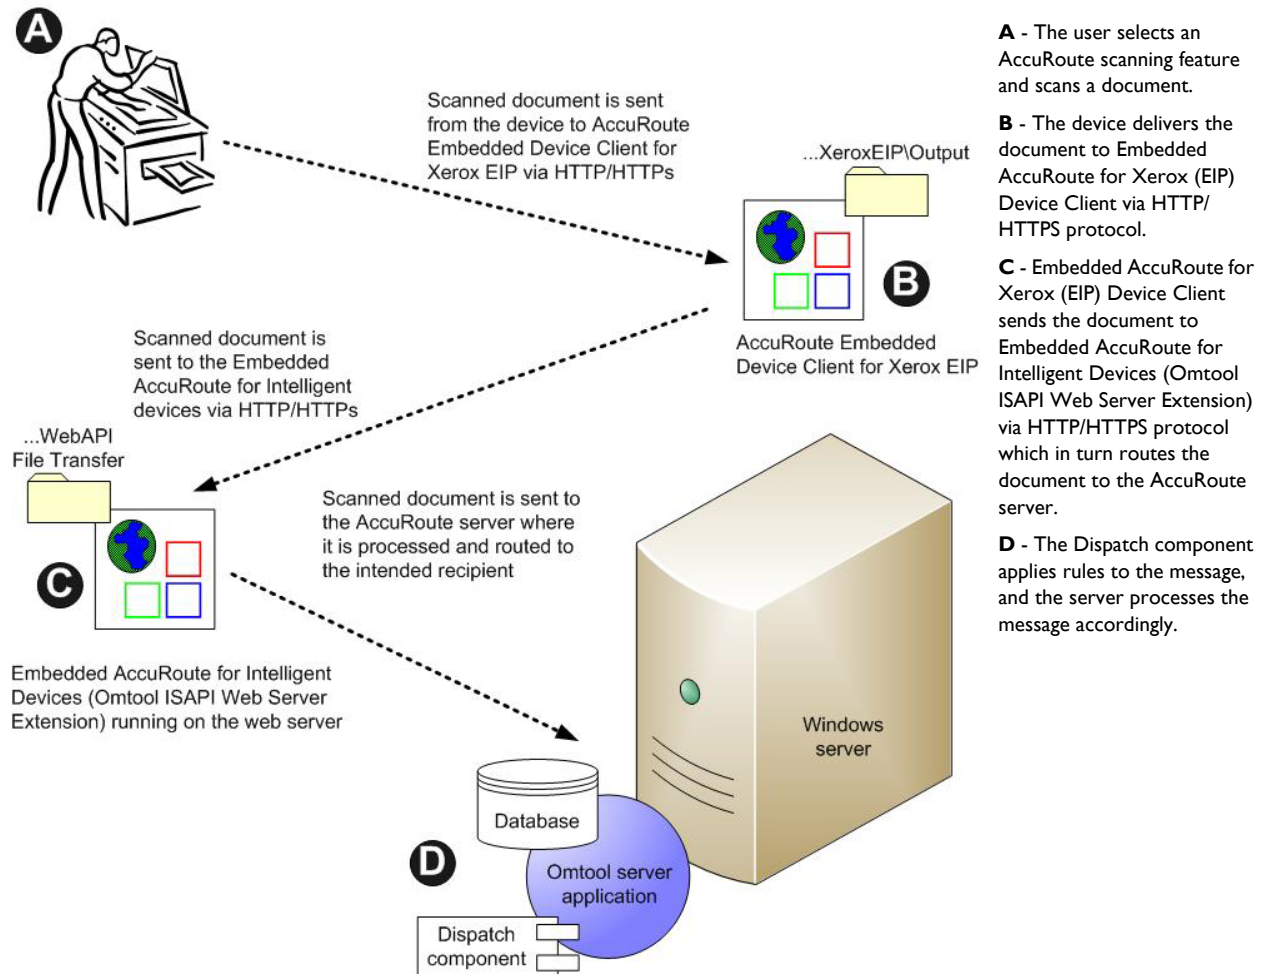 A
Scanned document is sent
from the device to AccuRoute
Embedded Device Client for
Xerox EIP via HTTP/HTTPs
...XeroxEIP\Output
B
AccuRoute Embedded
Device Client for Xerox EIP
Scanned document is
sent to the Embedded
AccuRoute for Intelligent
devices via HTTP/HTTPs
...WebAPI
File Transfer
C
Embedded AccuRoute for Intelligent
Devices (Omtool ISAPI Web Server
Extension) running on the web server
Scanned document is sent to
the AccuRoute server where
it is processed and routed to
the intended recipient
Windows
server
Database
D
Omtool server
application
Dispatch
component
A - The user selects an
AccuRoute scanning feature
and scans a document.
B - The device delivers the
document to Embedded
AccuRoute for Xerox (EIP)
Device Client via HTTP/
HTTPS protocol.
C - Embedded AccuRoute for
Xerox (EIP) Device Client
sends the document to
Embedded AccuRoute for
Intelligent Devices (Omtool
ISAPI Web Server Extension)
via HTTP/HTTPS protocol
which in turn routes the
document to the AccuRoute
server.
D - The Dispatch component
applies rules to the message,
and the server processes the
message accordingly.